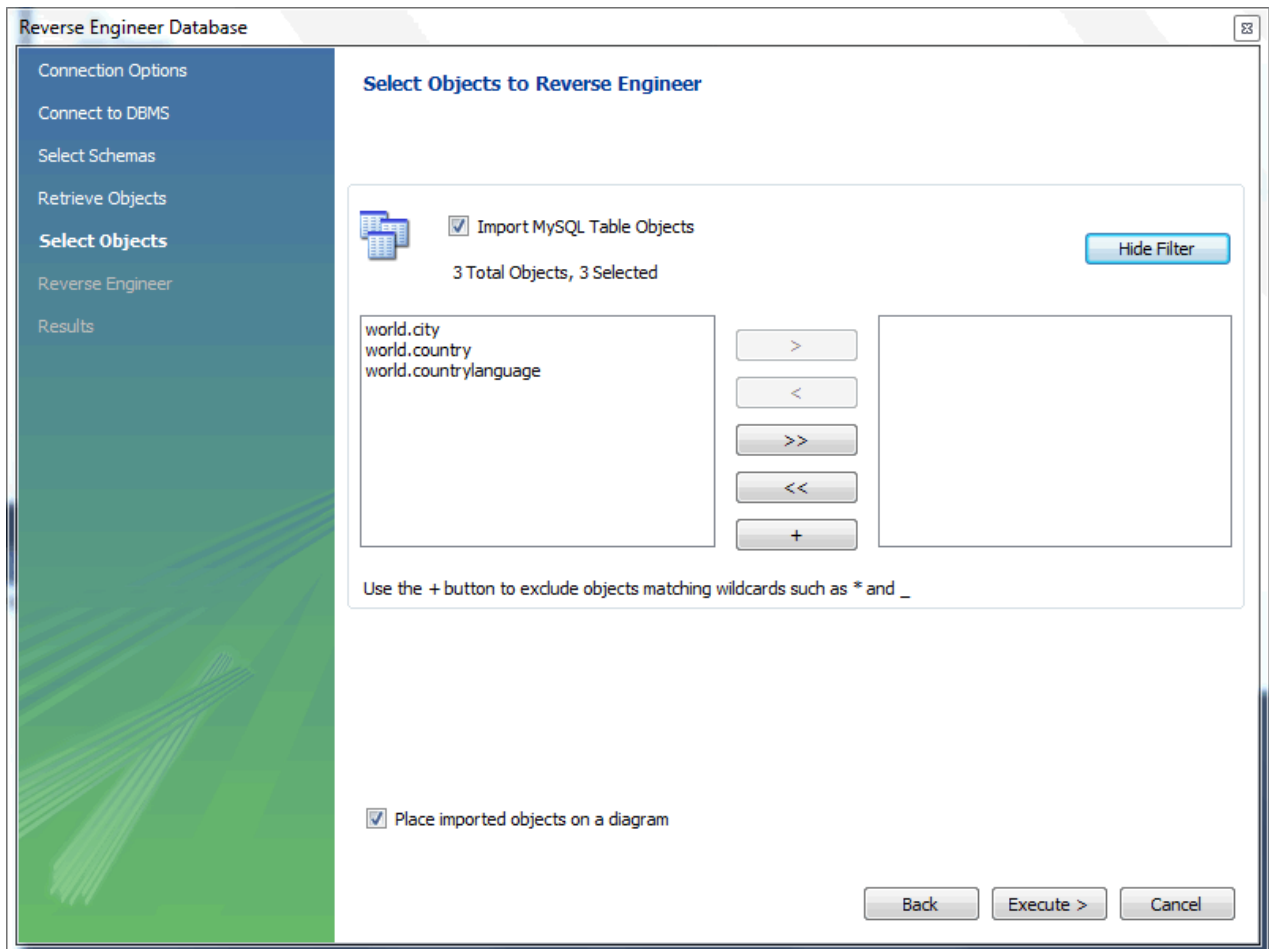 Reverse Engineer Database
Connection Options
Connect to DBMS
Select Schemas
Retrieve Objects
Select Objects
Reverse Engineer
Results
Select Objects to Reverse Engineer
Import MySQL Table Objects
3 Total Objects, 3 Selected
Hide Filter
world.city
world.country
world.countrylanguage
>
<
>>
<<
+
Use the + button to exclude objects matching wildcards such as * and _
Place imported objects on a diagram
Back
Execute >
Cancel